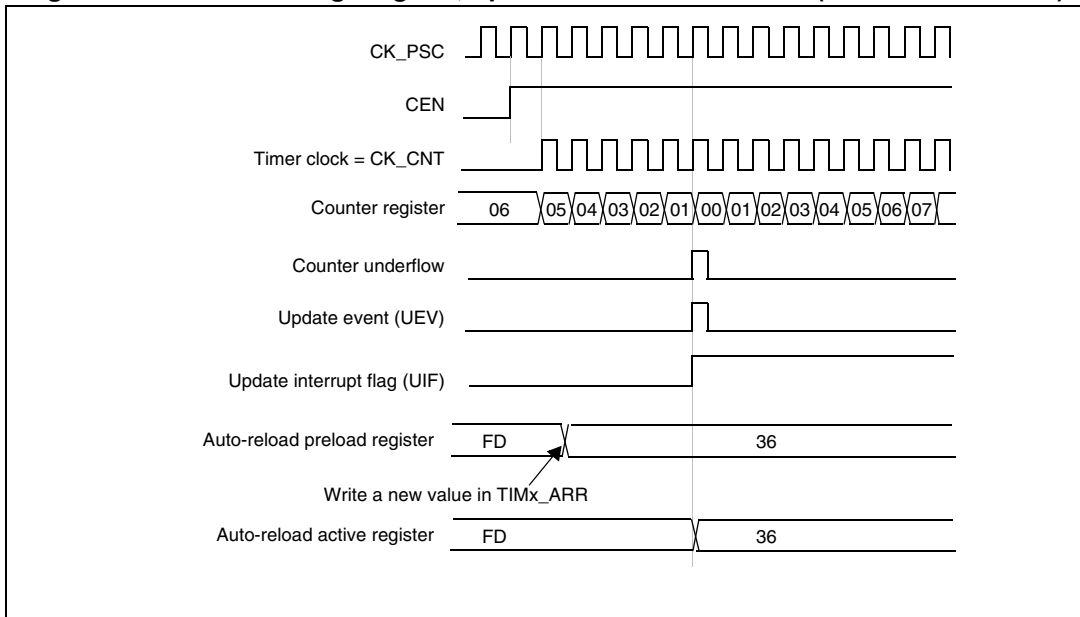 CK_PSC
CEN
Timer clock = CK_CNT
Counter register 06 05 04 03 02 01 00 01 02 03 04 05 06 07
Counter underflow
Update event (UEV)
Update interrupt flag (UIF)
Auto-reload preload register FD 36
Write a new value in TIMx_ARR
Auto-reload active register FD 36